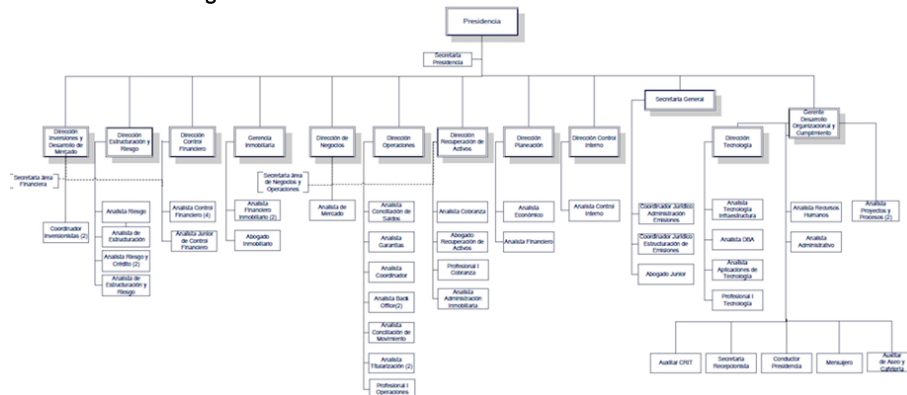 Presidencia
Secretaria
Presidencia
Secretaría General
Gerente
Desarrollo
Organizacional y
Cumplimiento
Dirección
Inversiones y
Desarrollo de
Mercado
Dirección
Estructuración y
Riesgo
Dirección
Control
Financiero
Gerencia
Inmobiliaria
Dirección de
Negocios
Dirección
Operaciones
Dirección
Recuperación de
Activos
Dirección
Planeación
Dirección Control
Interno
Dirección
Tecnología
Secretaria área
Financiera
Secretaria área
de Negocios y
Operaciones
Coordinador
Inversionistas (2)
Analista Riesgo
Analista de
Estructuración
Analista Riesgo y
Crédito (2)
Analista de
Estructuración y
Riesgo
Analista Control
Financiero (4)
Analista Junior
de Control
Financiero
Analista
Financiero
Inmobiliario (2)
Abogado
Inmobiliario
Analista de
Mercado
Analista
Conciliación de
Saldos
Analista
Garantías
Analista
Coordinador
Analista Back
Office(2)
Analista
Conciliación de
Movimiento
Analista
Titularización (2)
Profesional I
Operaciones
Analista Cobranza
Abogado
Recuperación de
Activos
Profesional I
Cobranza
Analista
Administración
Inmobiliaria
Analista
Económico
Analista Financiero
Analista Control
Interno
Coordinador Jurídico
Administración
Emisiones
Coordinador Jurídico
Estructuración de
Emisiones
Abogado Junior
Analista
Tecnología
Infraestructura
Analista DBA
Analista
Aplicaciones de
Tecnología
Profesional I
Tecnología
Analista Recursos
Humanos
Analista
Administrativo
Analista
Proyectos y
Procesos (2)
Auxiliar CRIT
Secretaria
Recepcionista
Conductor
Presidencia
Mensajero
Auxiliar
de Aseo y
Cafetería